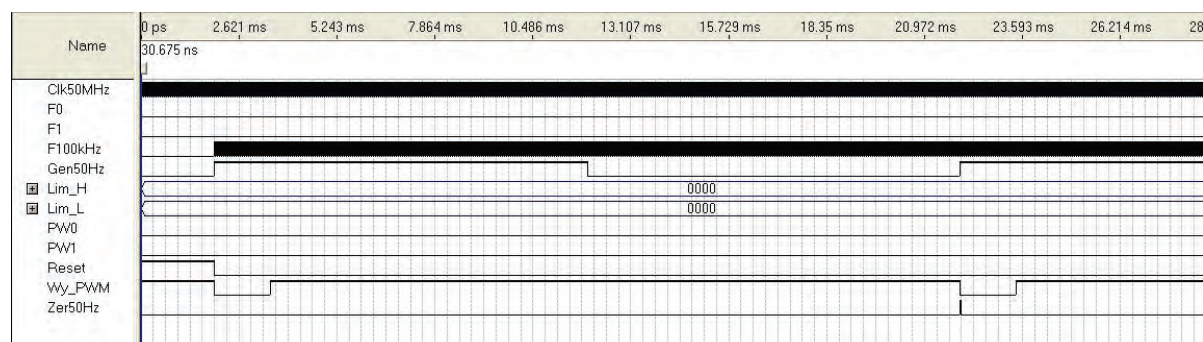 Name
0 ps 2.621 ms 5.243 ms 7.864 ms 10.486 ms 13.107 ms 15.729 ms 18.35 ms 20.972 ms 23.593 ms 26.214 ms 28
30.675 ns
Clk50MHz
F0
F1
F100kHz
Gen50Hz
Lim_H 0000
Lim_L 0000
PW0
PW1
Reset
Wy_PWM
Zer50Hz